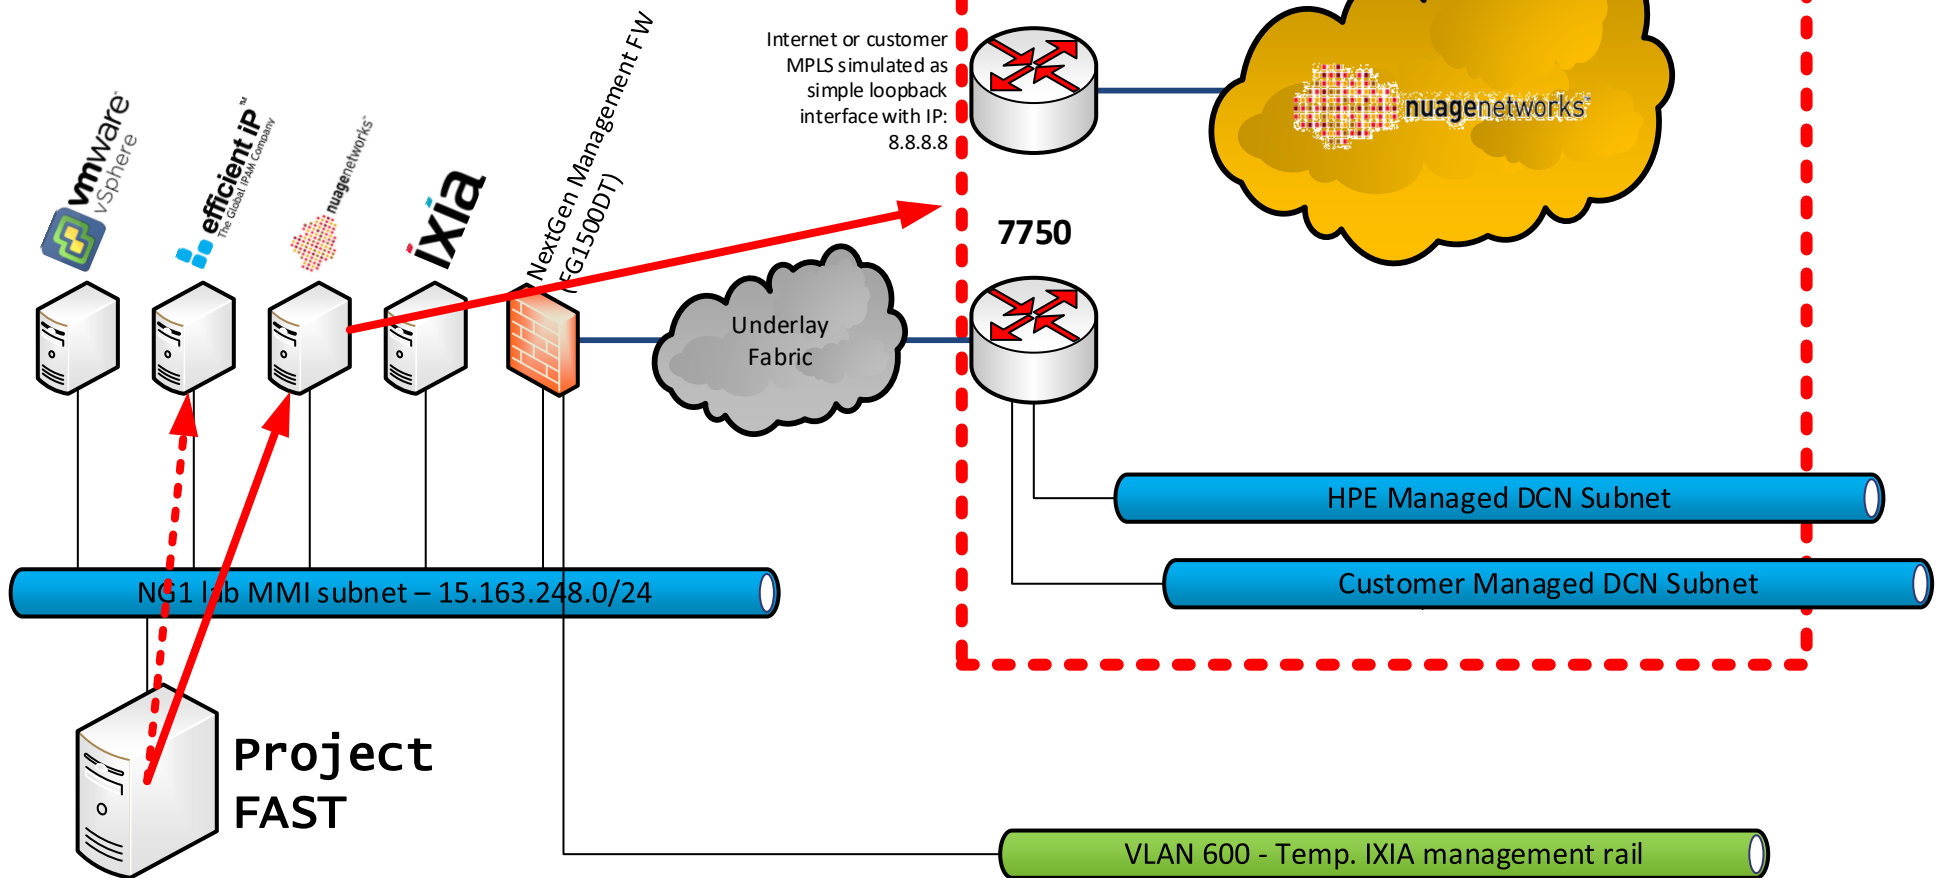 Internet or customer
MPLS simulated as
simple loopback
interface with IP:
8.8.8.8
nuagenetworks
vmware
vSphere
efficient iP™
The Global IPAM Company
nuagenetworks
ixia
NextGen Management FW
(FG1500DT)
7750
Underlay
Fabric
HPE Managed DCN Subnet
NG1 lab MMI subnet – 15.163.248.0/24
Customer Managed DCN Subnet
Project
FAST
VLAN 600 - Temp. IXIA management rail